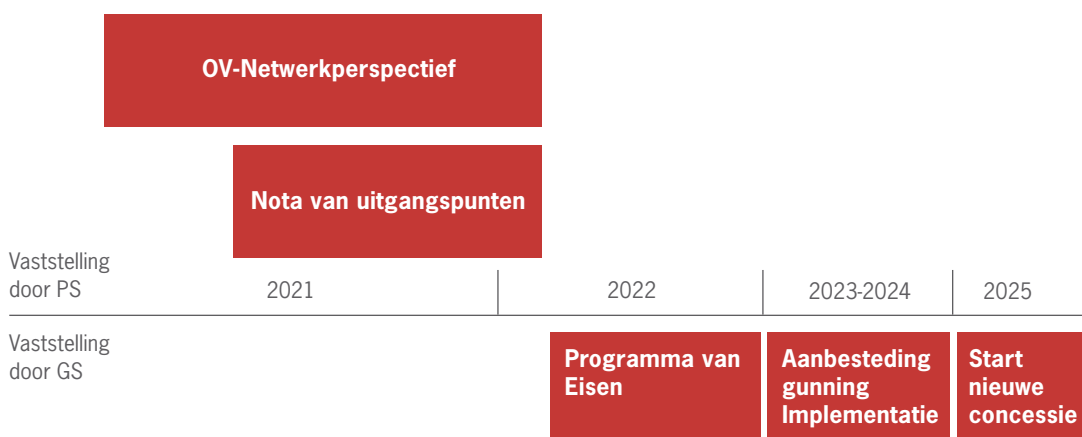 OV-Netwerkperspectief
Nota van uitgangspunten
Vaststelling
door PS
2021
2022
2023-2024
2025
Vaststelling
door GS
Programma van
Eisen
Aanbesteding
gunning
Implementatie
Start
nieuwe
concessie